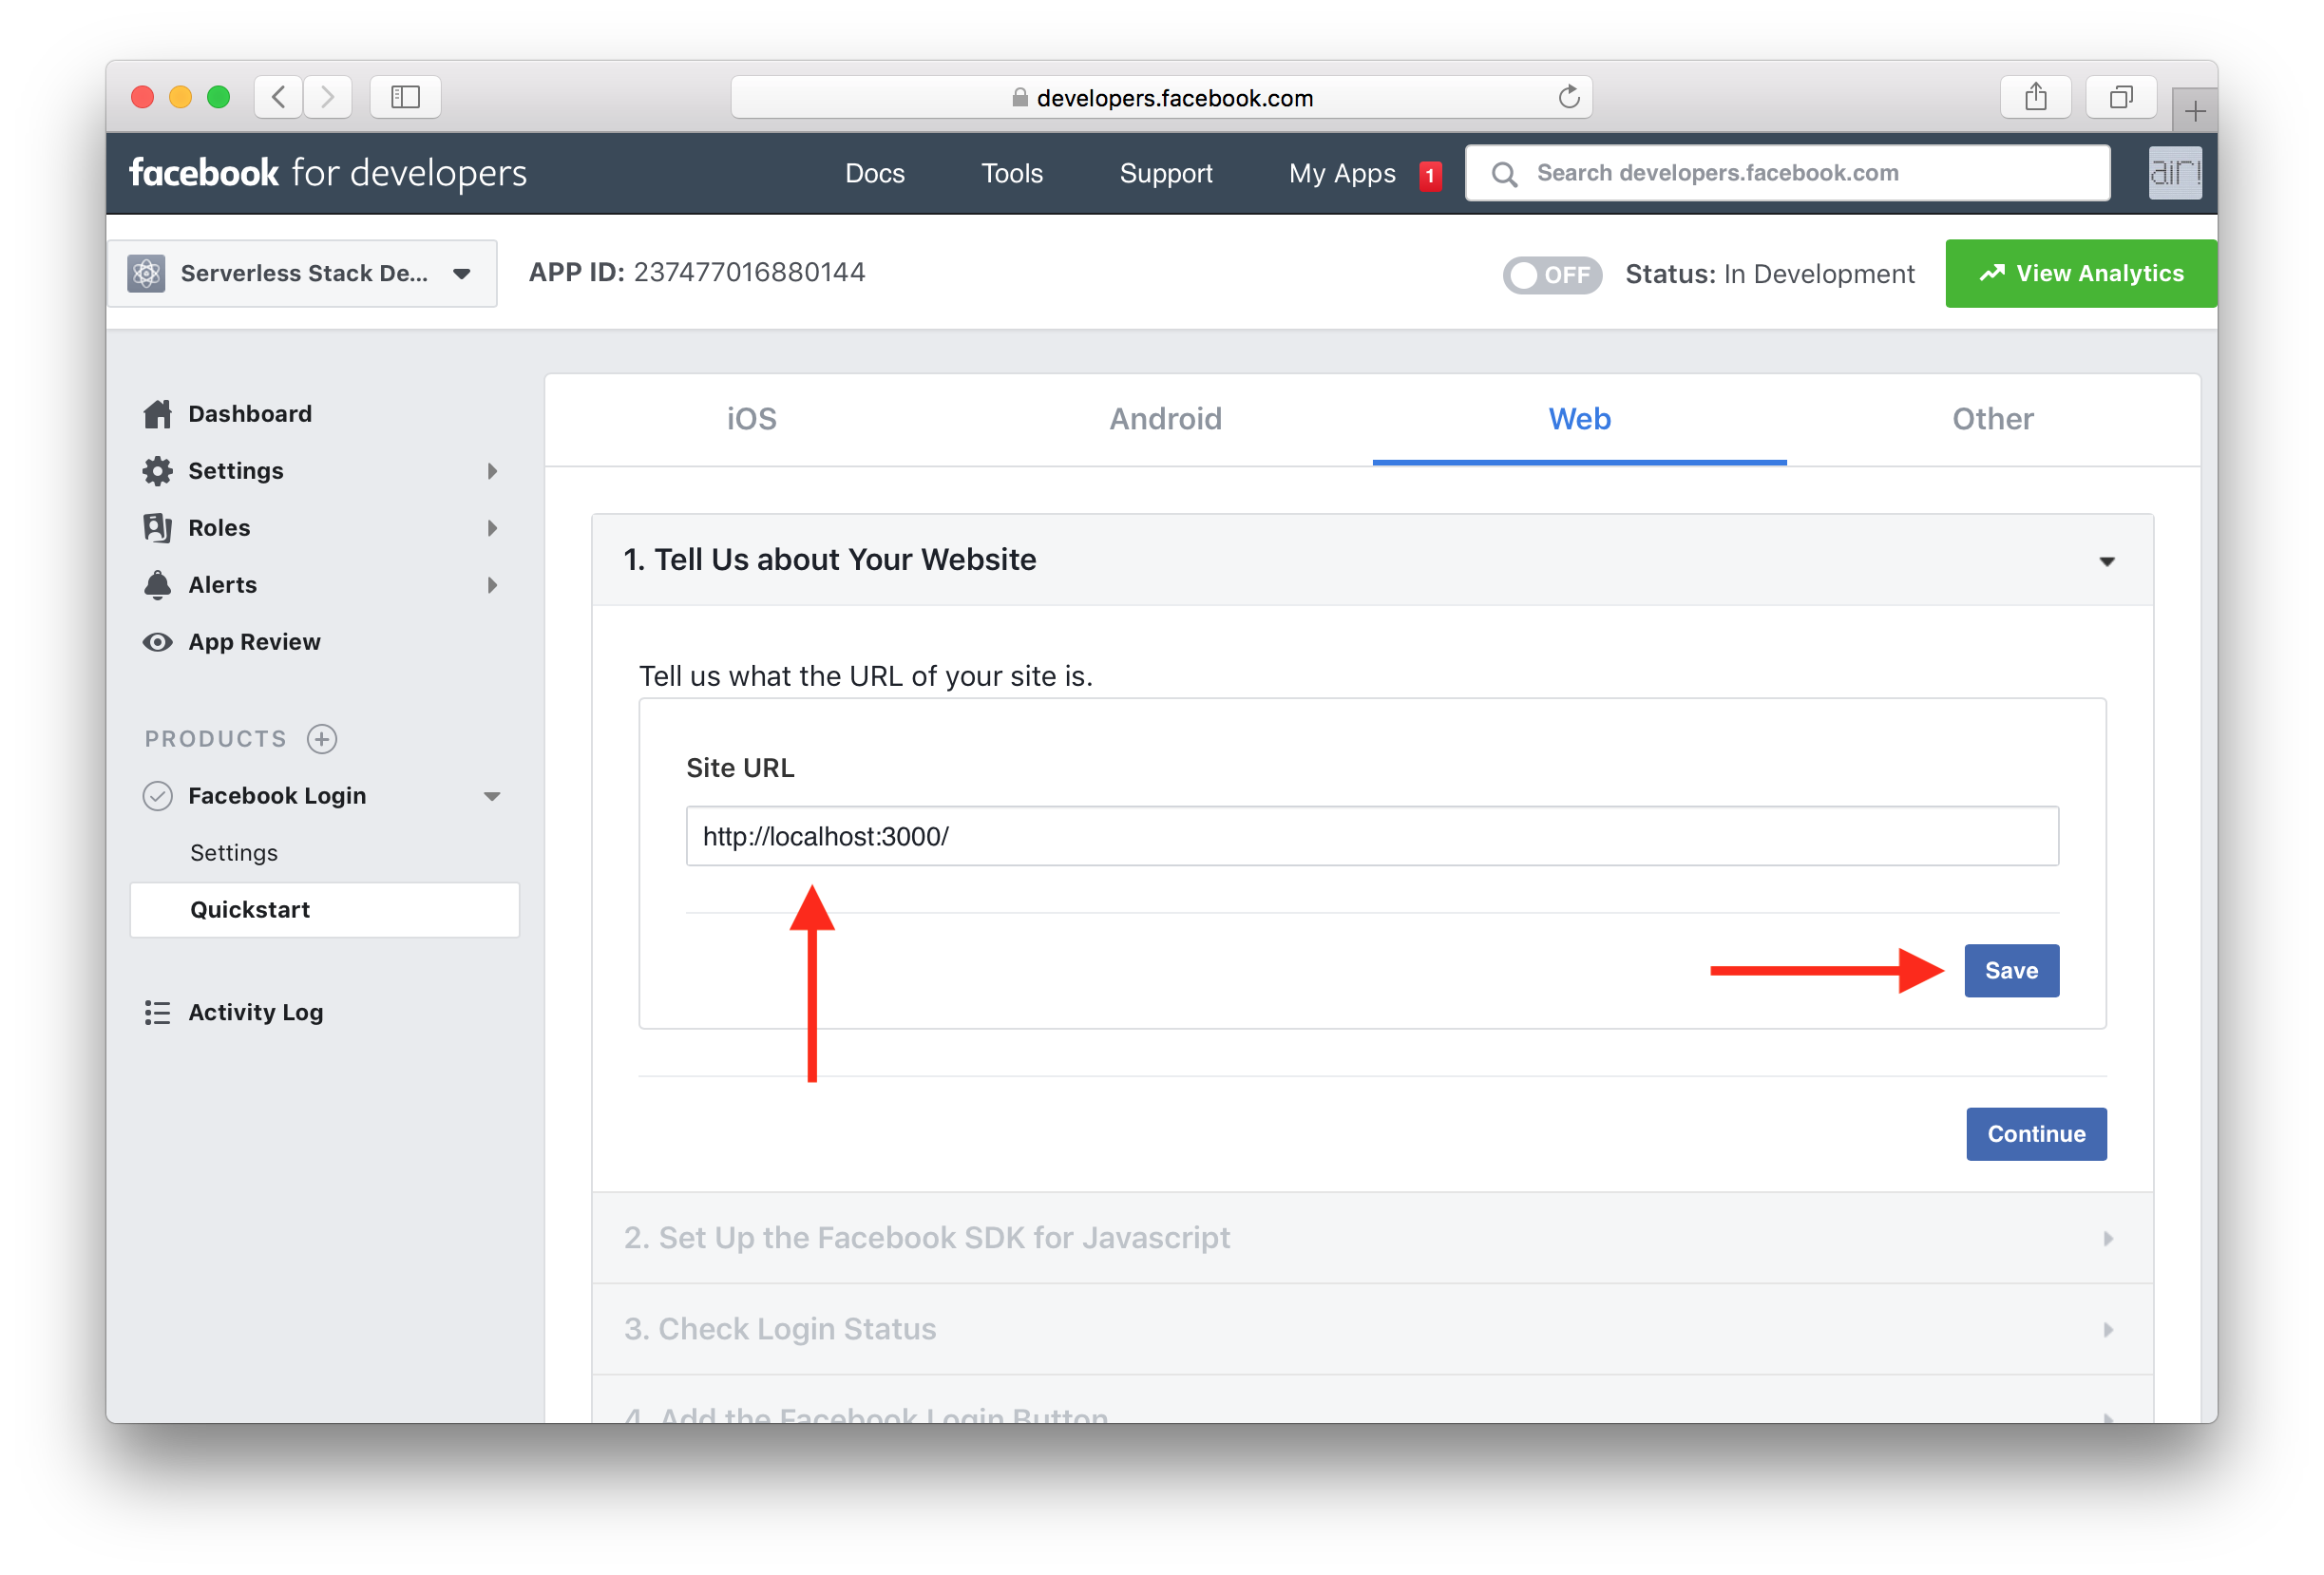 developers.facebook.com
facebook for developers
Docs
Tools
Support
My Apps
1
Search developers.facebook.com
air!
Serverless Stack De...
APP ID: 237477016880144
OFF
Status: In Development
View Analytics
Dashboard
Settings
Roles
Alerts
App Review
PRODUCTS
Facebook Login
Settings
Quickstart
Activity Log
iOS
Android
Web
Other
1. Tell Us about Your Website
Tell us what the URL of your site is.
Site URL
http://localhost:3000/
Save
Continue
2. Set Up the Facebook SDK for Javascript
3. Check Login Status
4. Add the Facebook Login Button